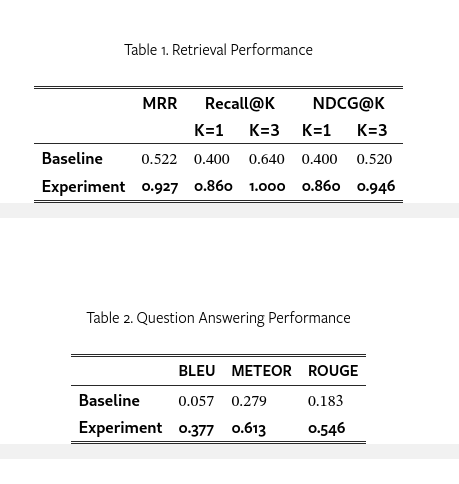 Table 1. Retrieval Performance
MRR Recall@K NDCG@K
K=1 K=3 K=1 K=3
Baseline 0.522 0.400 0.640 0.400 0.520
Experiment 0.927 0.860 1.000 0.860 0.946
Table 2. Question Answering Performance
BLEU METEOR ROUGE
Baseline 0.057 0.279 0.183
Experiment 0.377 0.613 0.546